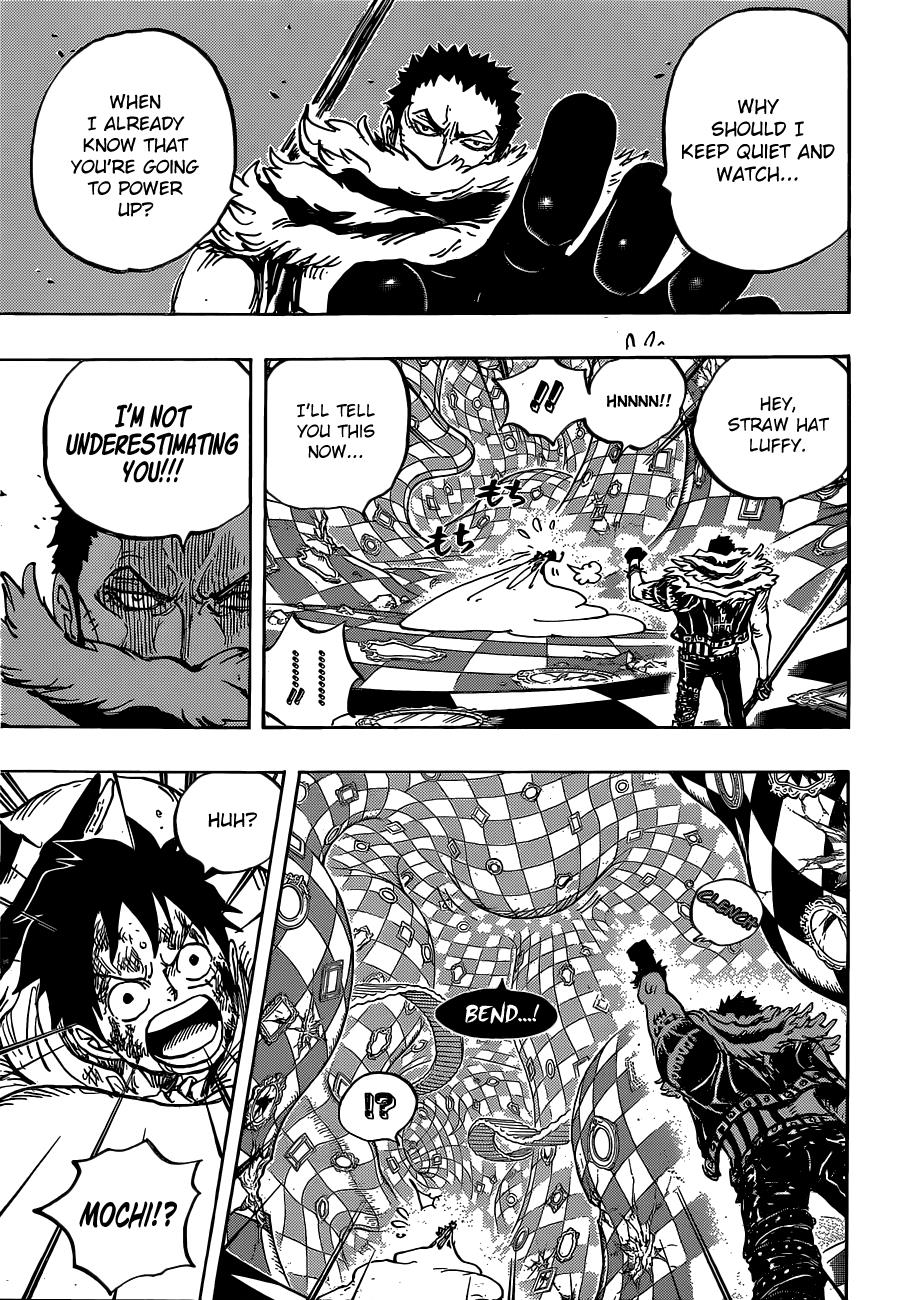 WHY
SHOULD I
KEEP QUIET AND
WATCH...
WHEN
I ALREADY
KNOW THAT
YOU'RE GOING
TO POWER
UP?
HEY,
STRAW HAT
LUFFY.
HNNNN!!
!!
もち
もち
I'LL TELL
YOU THIS
NOW...
!!
I'M NOT
UNDERESTIMATING
YOU!!!
CLENCH
BEND...!
!?
HUH?
MOCHI!?